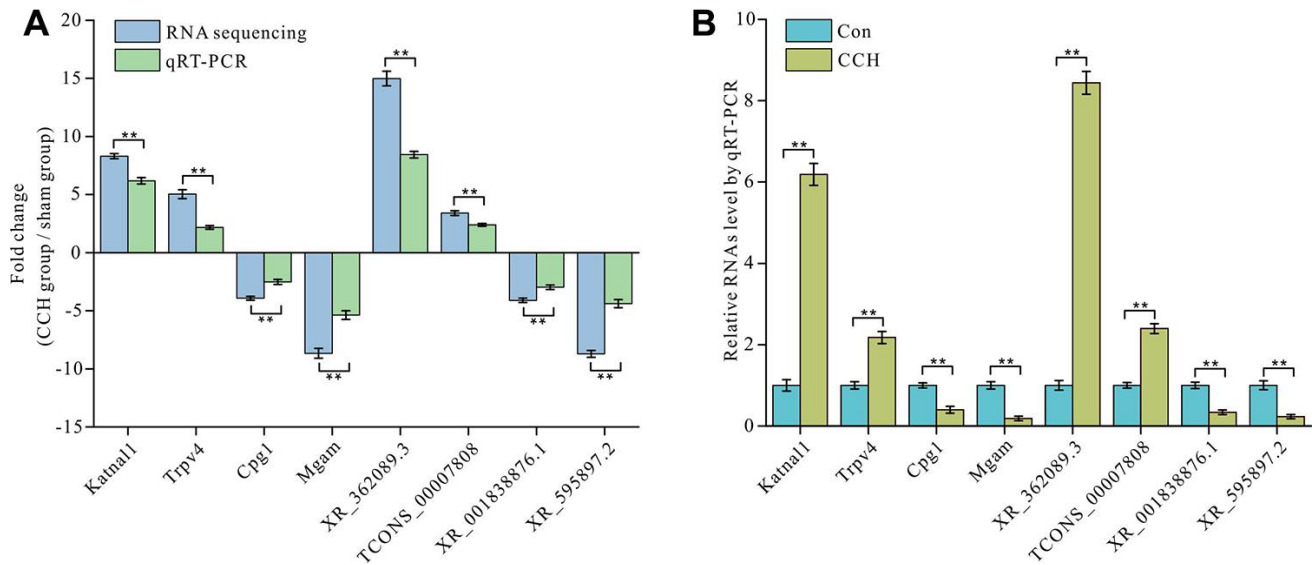 A
RNA sequencing
qRT-PCR
Fold change
(CCH group / sham group)
20
15
10
5
0
-5
-10
-15
**
**
**
**
**
**
**
**
Katnal1
Trpv4
Cpg1
Mgam
XR_362089.3
TCONS_00007808
XR_001838876.1
XR_595897.2
B
Con
CCH
Relative RNAs level by qRT-PCR
10
8
6
4
2
0
**
**
**
**
**
**
**
**
Katnal1
Trpv4
Cpg1
Mgam
XR_362089.3
TCONS_00007808
XR_001838876.1
XR_595897.2